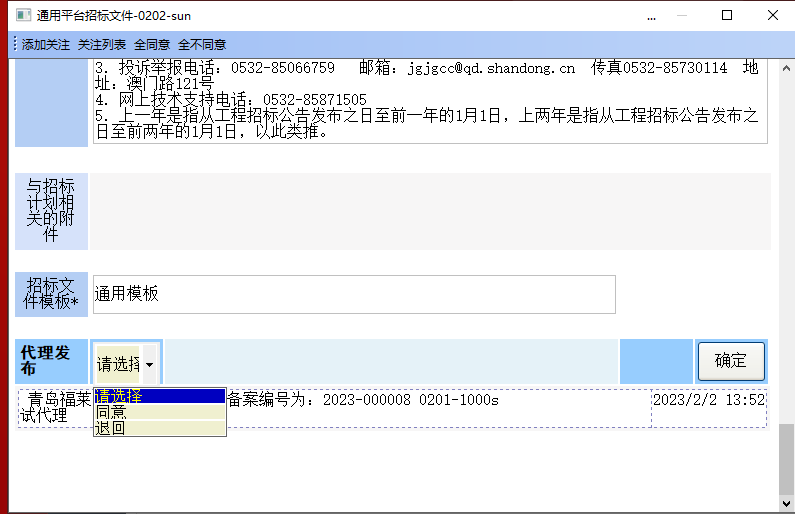 通用平台招标文件-0202-sun
...
添加关注 关注列表 全同意 全不同意
3. 投诉举报电话：0532-85066759 邮箱：jgjgcc@qd.shandong.cn 传真0532-85730114 地
址：澳门路121号
4. 网上技术支持电话：0532-85871505
5. 上一年是指从工程招标公告发布之日至前一年的1月1日，上两年是指从工程招标公告发布之
日至前两年的1月1日，以此类推。
与招标
计划相
关的附
件
招标文
件模板*
通用模板
代理发
布
请选择
确定
请选择
同意
退回
青岛福莱
备案编号为：2023-000008 0201-1000s
2023/2/2 13:52
试代理